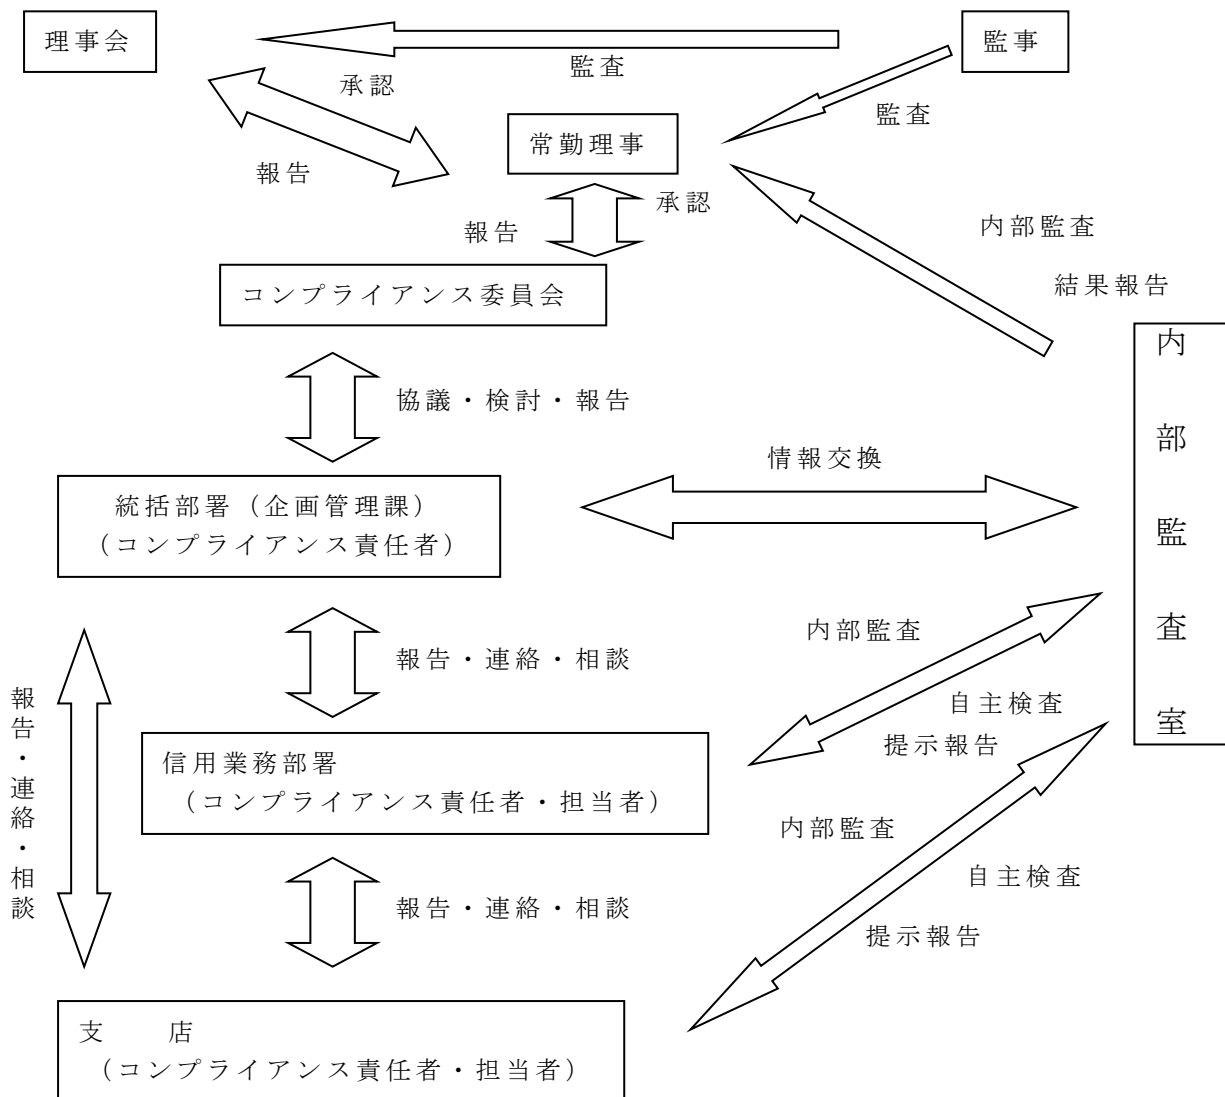 理事会
監事
監査
承認
監査
常勤理事
報告
承認
報告
内部監査
コンプライアンス委員会
結果報告
内部監査室
協議・検討・報告
情報交換
統括部署（企画管理課）
（コンプライアンス責任者）
内部監査
報告・連絡・相談
報告・連絡・相談
自主検査
提示報告
信用業務部署
（コンプライアンス責任者・担当者）
内部監査
自主検査
報告・連絡・相談
提示報告
支　　店
（コンプライアンス責任者・担当者）